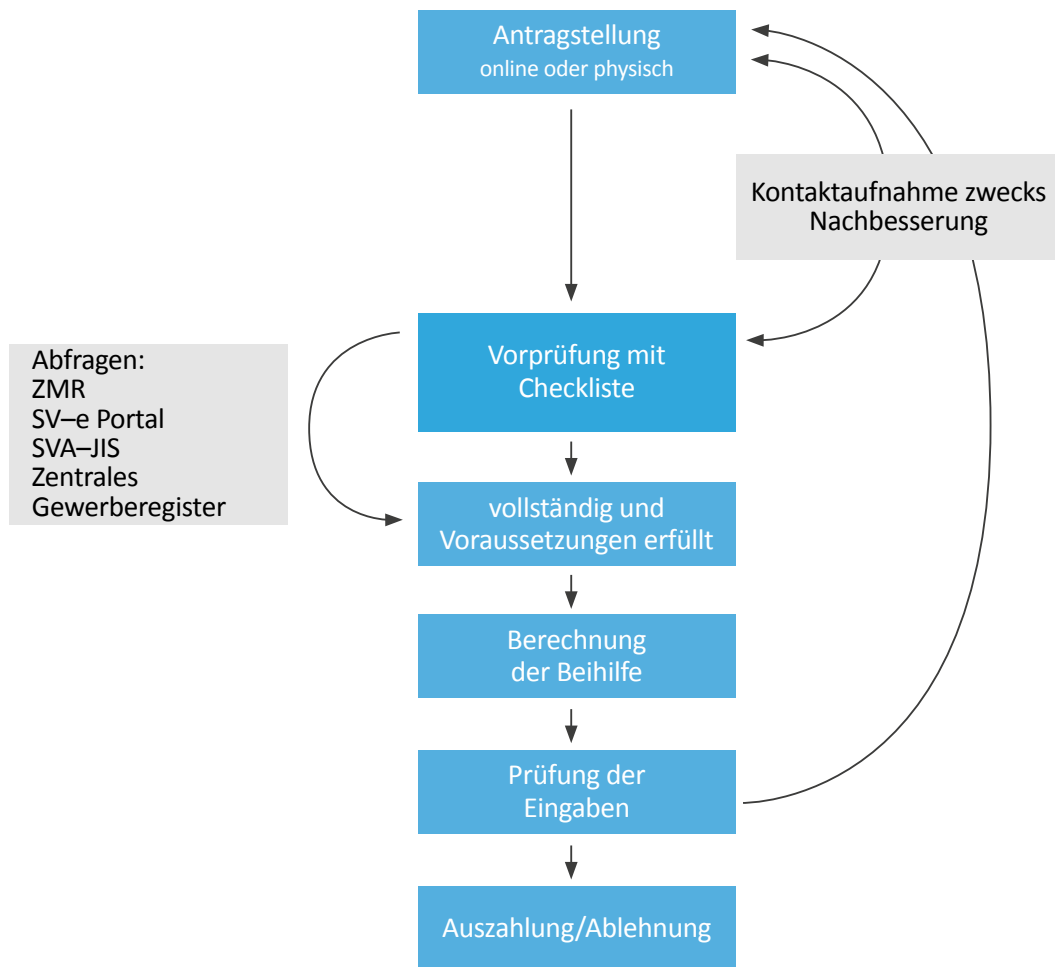 Antragstellung
online oder physisch
Kontaktaufnahme zwecks
Nachbesserung
Vorprüfung mit
Checkliste
Abfragen:
ZMR
SV–e Portal
SVA–JIS
Zentrales
Gewerberegister
vollständig und
Voraussetzungen erfüllt
Berechnung
der Beihilfe
Prüfung der
Eingaben
Auszahlung/Ablehnung